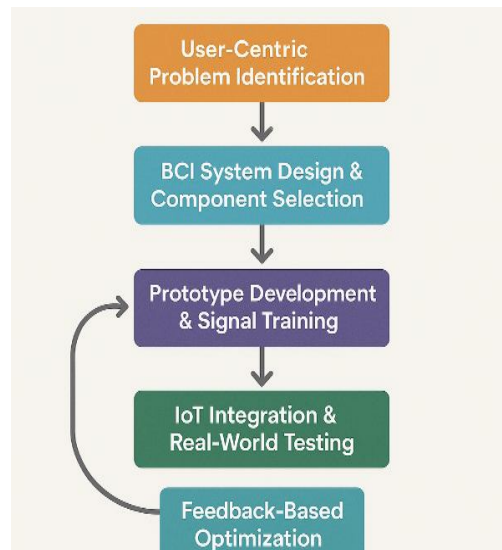 User-Centric
Problem Identification
BCI System Design &
Component Selection
Prototype Development
& Signal Training
IoT Integration &
Real-World Testing
Feedback-Based
Optimization